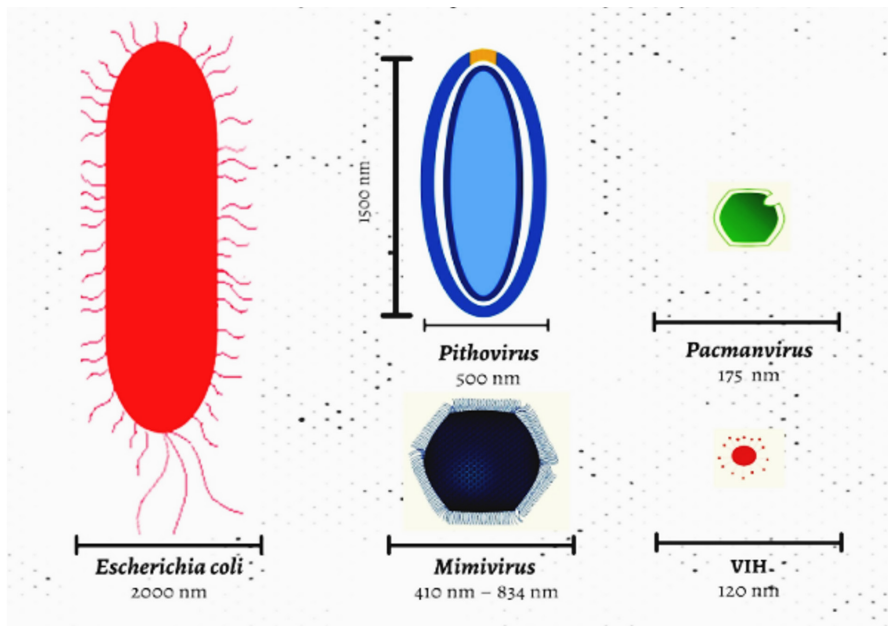 1500 nm
Pithovirus
500 nm
Pacmanvirus
175 nm
Escherichia coli
2000 nm
Mimivirus
410 nm – 834 nm
VIH
120 nm